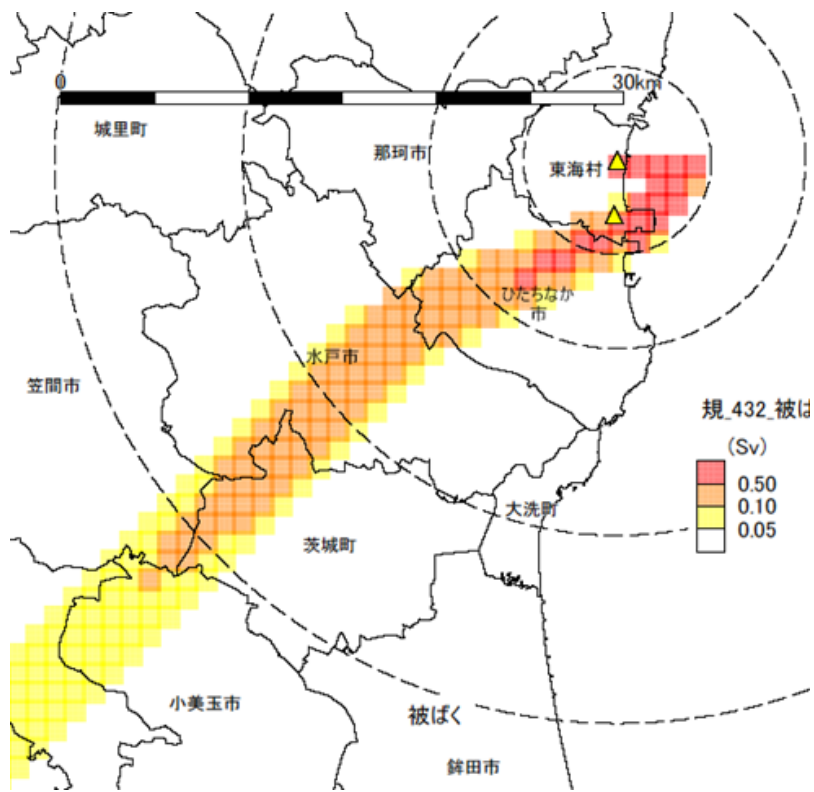 0
30km
城里町
那珂市
東海村
ひたちなか
市
水戸市
笠間市
規_432_被は
(Sv)
0.50
0.10
0.05
大洗町
茨城町
小美玉市
被ばく
鉾田市